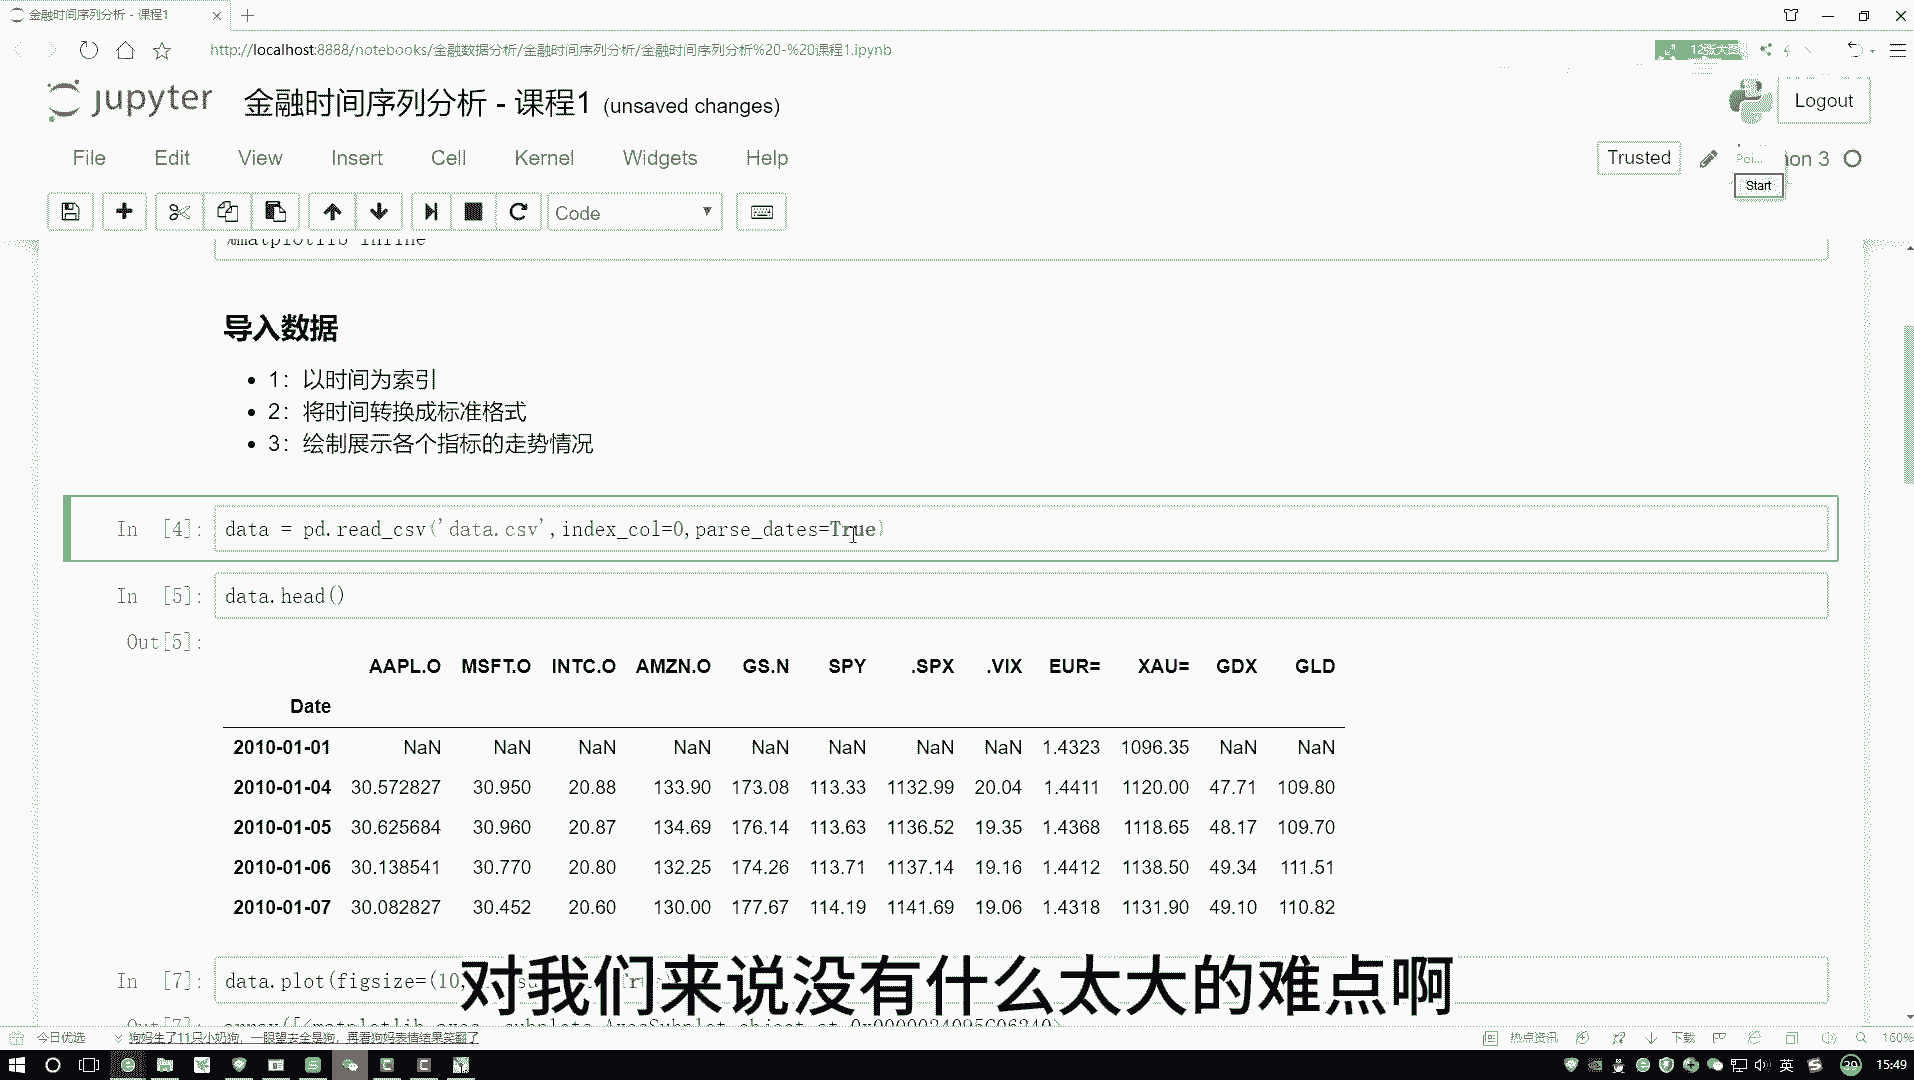 金融时间序列分析 - 课程1
http://localhost:8888/notebooks/金融数据分析/金融时间序列分析/金融时间序列分析%20-%20课程1.ipynb
12张大图
jupyter 金融时间序列分析 - 课程1 (unsaved changes)
Logout
File Edit View Insert Cell Kernel Widgets Help
Trusted
Poi... hon 3
Start
Code
%matplotlib inline
导入数据
1：以时间为索引
2：将时间转换成标准格式
3：绘制展示各个指标的走势情况
In [4]: data = pd.read_csv('data.csv',index_col=0,parse_dates=True)
In [5]: data.head()
Out[5]:
AAPL.O MSFT.O INTC.O AMZN.O GS.N SPY .SPX .VIX EUR= XAU= GDX GLD
Date
2010-01-01 NaN NaN NaN NaN NaN NaN NaN NaN 1.4323 1096.35 NaN NaN
2010-01-04 30.572827 30.950 20.88 133.90 173.08 113.33 1132.99 20.04 1.4411 1120.00 47.71 109.80
2010-01-05 30.625684 30.960 20.87 134.69 176.14 113.63 1136.52 19.35 1.4368 1118.65 48.17 109.70
2010-01-06 30.138541 30.770 20.80 132.25 174.26 113.71 1137.14 19.16 1.4412 1138.50 49.34 111.51
2010-01-07 30.082827 30.452 20.60 130.00 177.67 114.19 1141.69 19.06 1.4318 1131.90 49.10 110.82
In [7]: data.plot(figsize=(10,
对我们来说没有什么太大的难点啊
今日优选 狗妈生了11只小奶狗，一眼望去全是狗，再看狗妈表情结果笑翻了
热点资讯 下载 160%
英 29 15:49